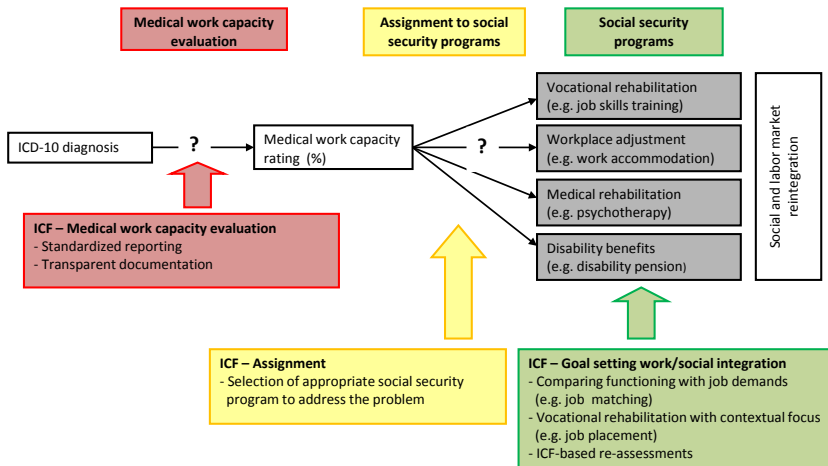 Medical work capacity
evaluation
Assignment to social
security programs
Social security
programs
Vocational rehabilitation
(e.g. job skills training)
ICD-10 diagnosis
?
Medical work capacity
rating (%)
?
Workplace adjustment
(e.g. work accommodation)
Medical rehabilitation
(e.g. psychotherapy)
Disability benefits
(e.g. disability pension)
Social and labor market
reintegration
ICF – Medical work capacity evaluation
- Standardized reporting
- Transparent documentation
ICF – Assignment
- Selection of appropriate social security
program to address the problem
ICF – Goal setting work/social integration
- Comparing functioning with job demands
(e.g. job matching)
- Vocational rehabilitation with contextual focus
(e.g. job placement)
- ICF-based re-assessments